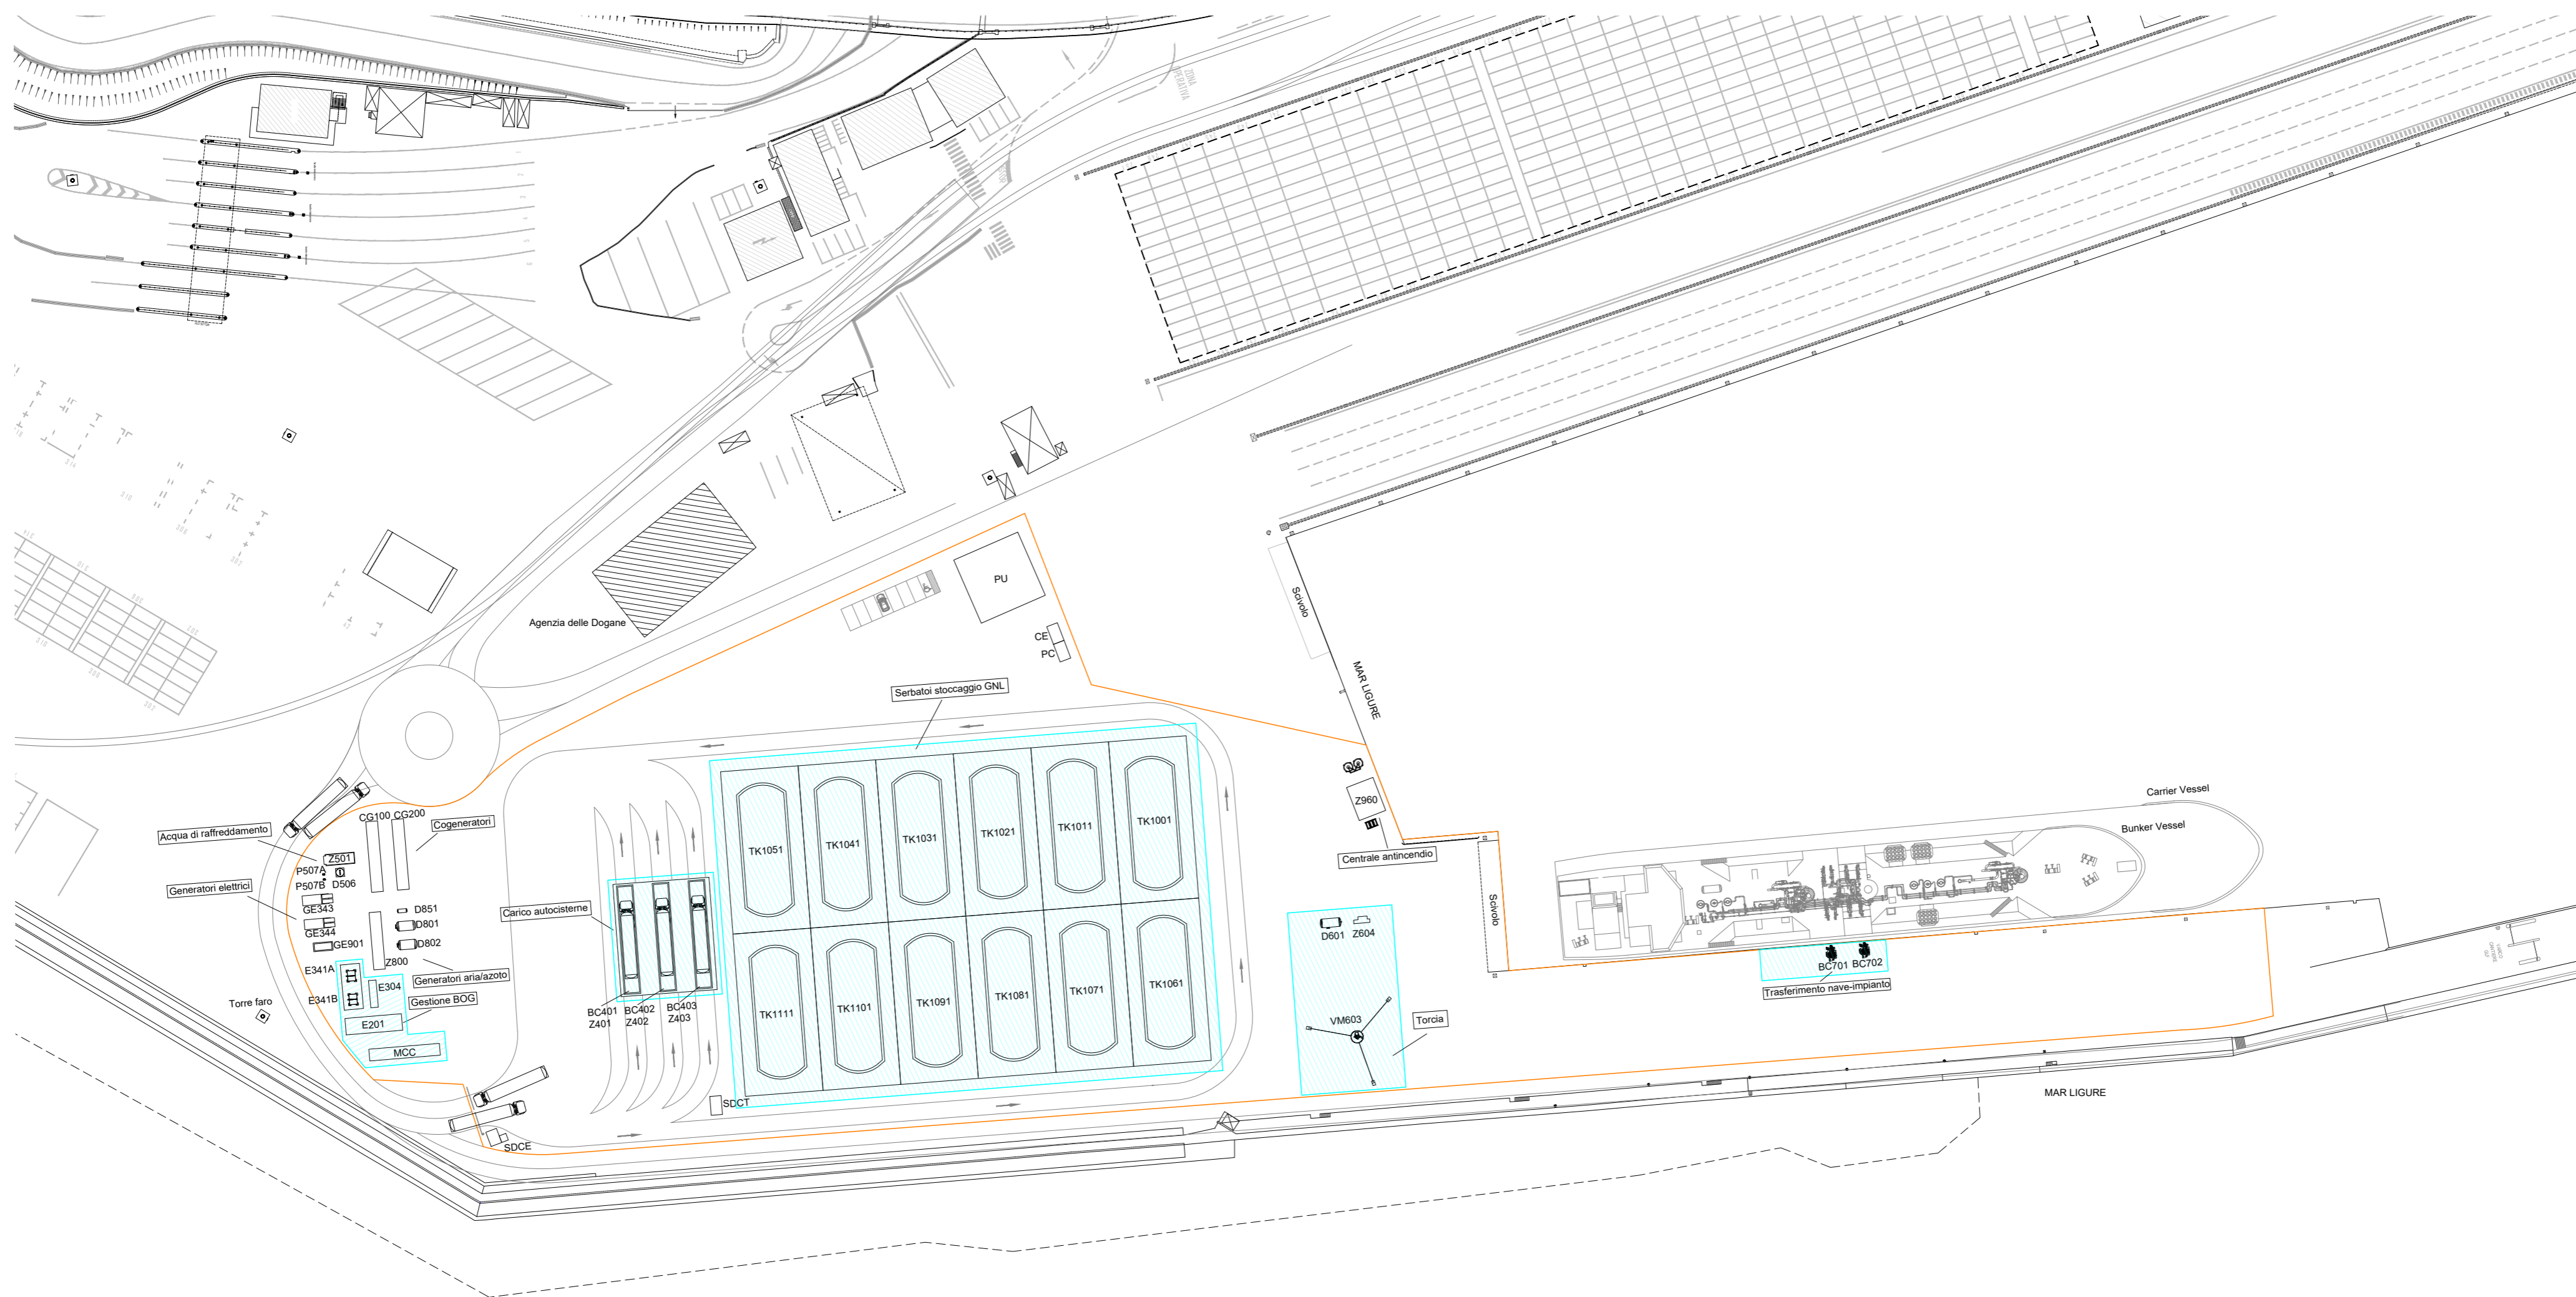 ZONA
OPERATIVA
PU
CE
PC
Agenzia delle Dogane
Scivolo
MAR LIGURE
Serbatoi stoccaggio GNL
TK1051
TK1041
TK1031
TK1021
TK1011
TK1001
TK1111
TK1101
TK1091
TK1081
TK1071
TK1061
Z960
Centrale antincendio
Carrier Vessel
Bunker Vessel
Scivolo
CG100 CG200
Cogeneratori
Acqua di raffreddamento
Z501
P507A
P507B
D506
Generatori elettrici
GE343
GE344
GE901
D851
D801
D802
Z800
Generatori aria/azoto
E341A
E341B
E304
Gestione BOG
E201
MCC
Torre faro
Carico autocisterne
BC401
Z401
BC402
Z402
BC403
Z403
SDCT
SDCE
D601
Z604
VM603
Torcia
BC701
BC702
Trasferimento nave-impianto
MAR LIGURE